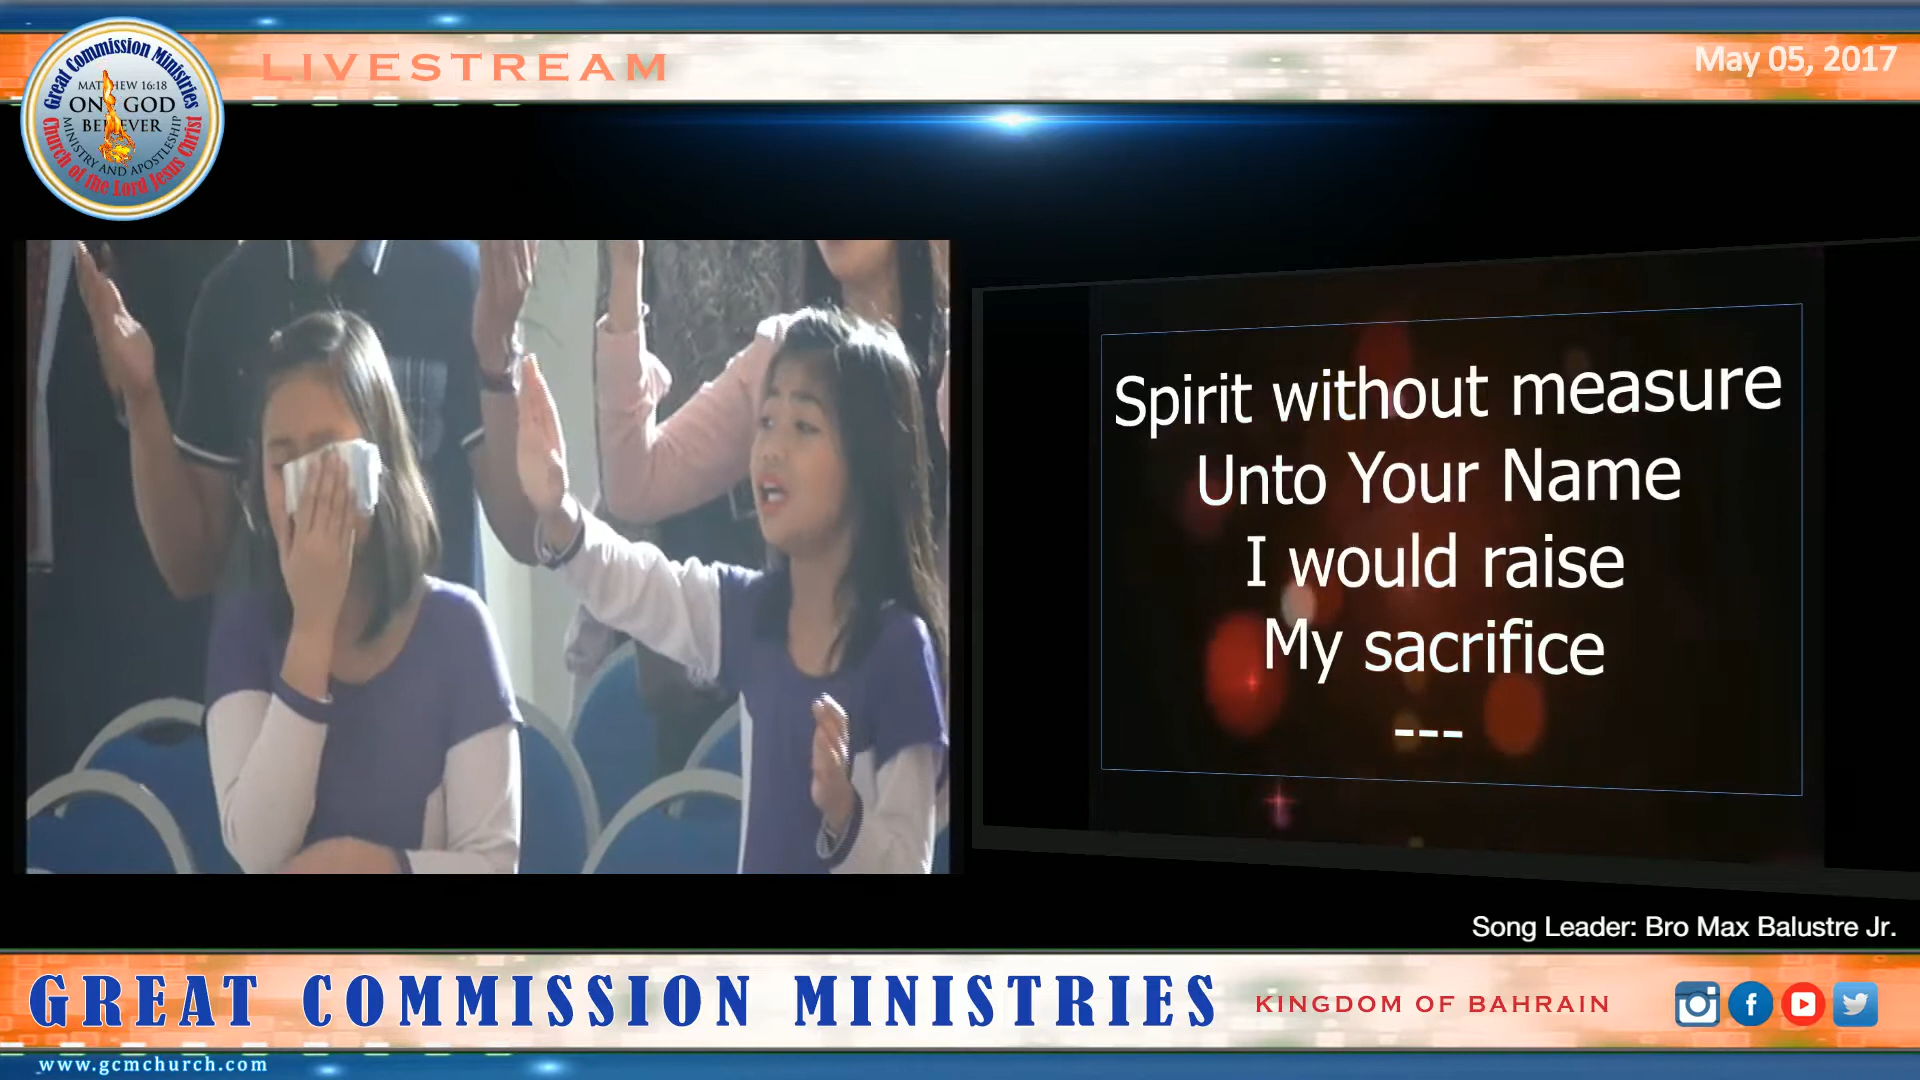 LIVESTREAM
May 05, 2017
Great Commission Ministries
MATTHEW 16:18
ON GOD
BELIEVER
MINISTRY AND APOSTLESHIP
Church of the Lord Jesus Christ
Spirit without measure
Unto Your Name
I would raise
My sacrifice
---
Song Leader: Bro Max Balustre Jr.
GREAT COMMISSION MINISTRIES
KINGDOM OF BAHRAIN
www.gcmchurch.com